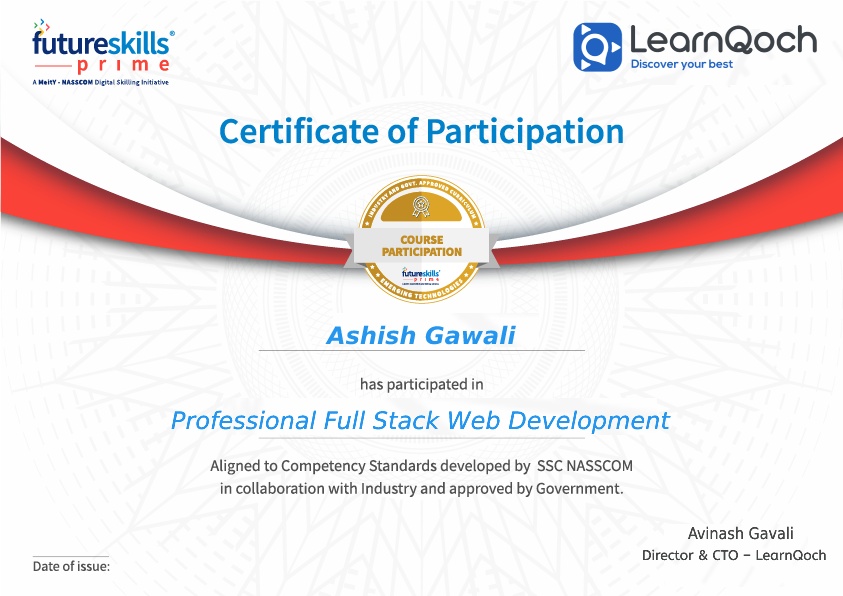 futureskills®
prime
A MeitY - NASSCOM Digital Skilling Initiative
LearnQoch
Discover your best
Certificate of Participation
INDUSTRY AND GOVT. APPROVED CURRICULUM
COURSE
PARTICIPATION
futureskills
prime
EMERGING TECHNOLOGIES
Ashish Gawali
has participated in
Professional Full Stack Web Development
Aligned to Competency Standards developed by SSC NASSCOM
in collaboration with Industry and approved by Government.
Avinash Gavali
Director & CTO – LearnQoch
Date of issue: